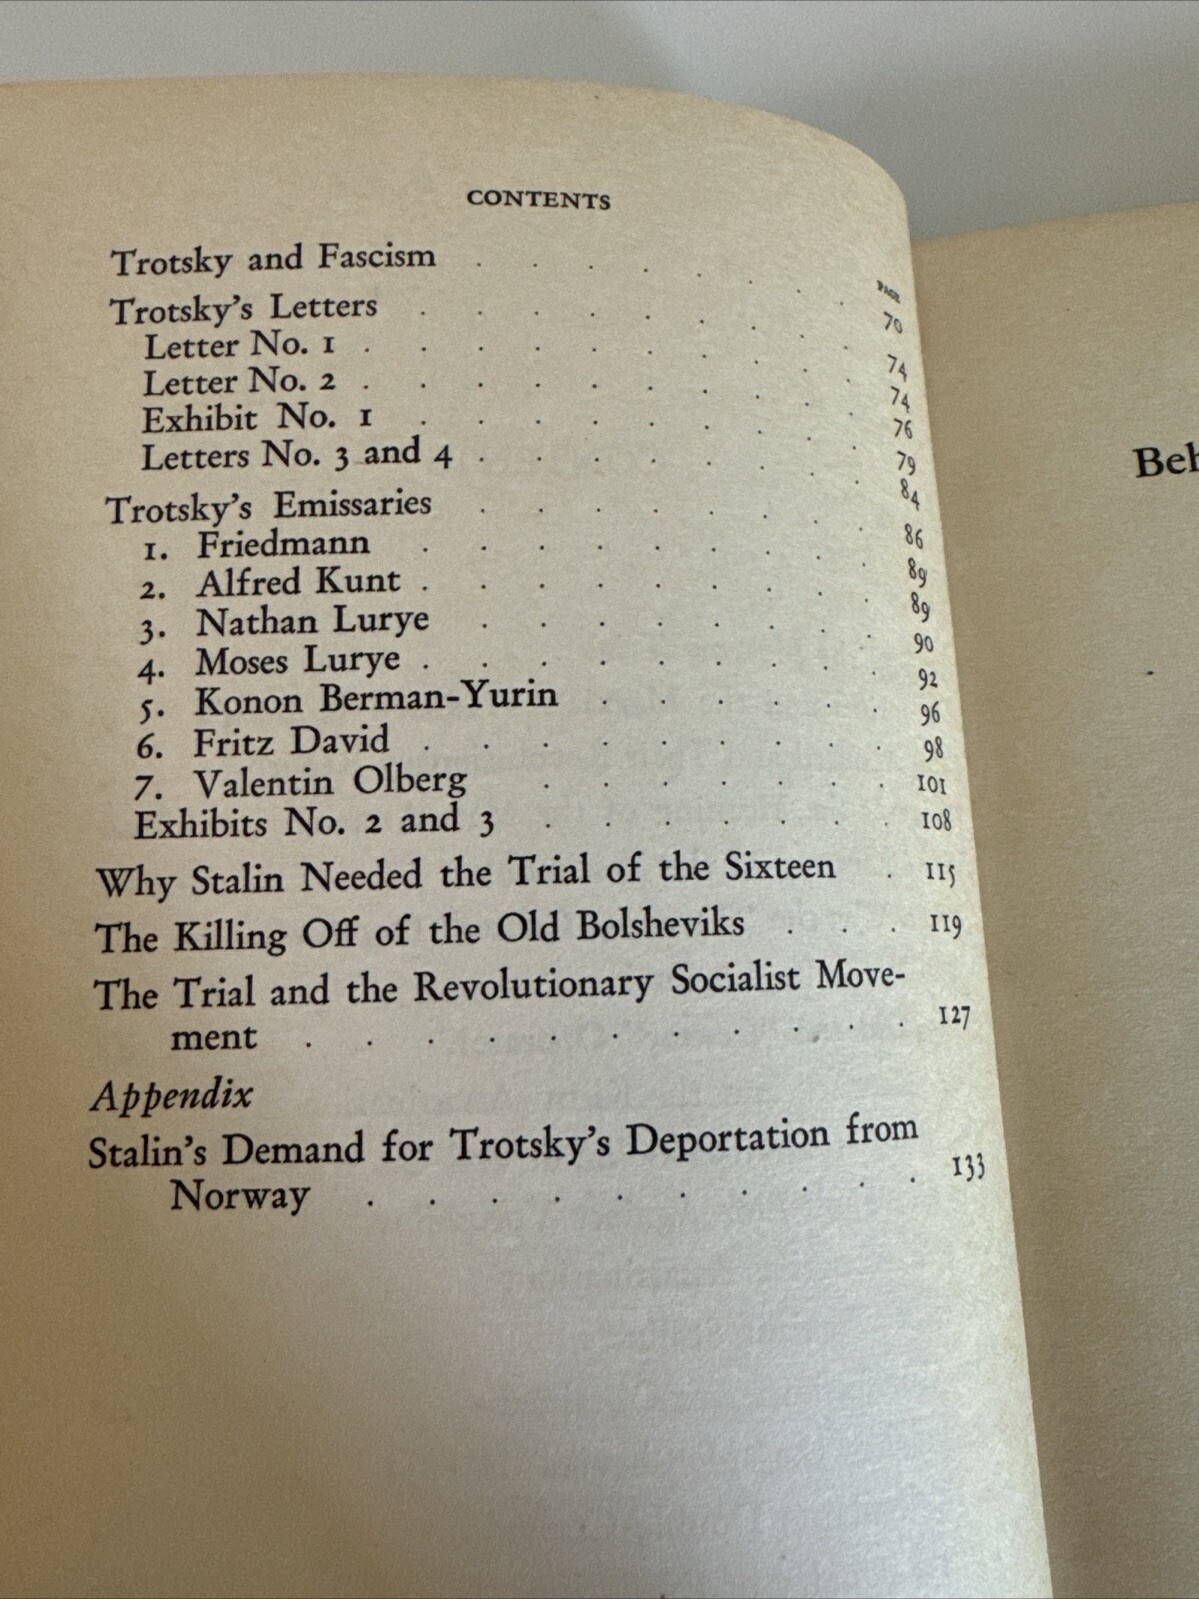 CONTENTS
PAGE
Trotsky and Fascism . . . . . . . . 70
Trotsky's Letters . . . . . . . . 74
Letter No. 1 . . . . . . . . . 74
Letter No. 2 . . . . . . . . . 76
Exhibit No. 1 . . . . . . . . 79
Letters No. 3 and 4 . . . . . . . . 84
Trotsky's Emissaries . . . . . . . 86
1. Friedmann . . . . . . . . 89
2. Alfred Kunt . . . . . . . . 89
3. Nathan Lurye . . . . . . . 90
4. Moses Lurye . . . . . . . . 92
5. Konon Berman-Yurin . . . . . 96
6. Fritz David . . . . . . . . 98
7. Valentin Olberg . . . . . . 101
Exhibits No. 2 and 3 . . . . . . 108
Why Stalin Needed the Trial of the Sixteen . 115
The Killing Off of the Old Bolsheviks . . . 119
The Trial and the Revolutionary Socialist Move-
ment . . . . . . . . . . . 127
Appendix
Stalin's Demand for Trotsky's Deportation from
Norway . . . . . . . . . . 133
Beh